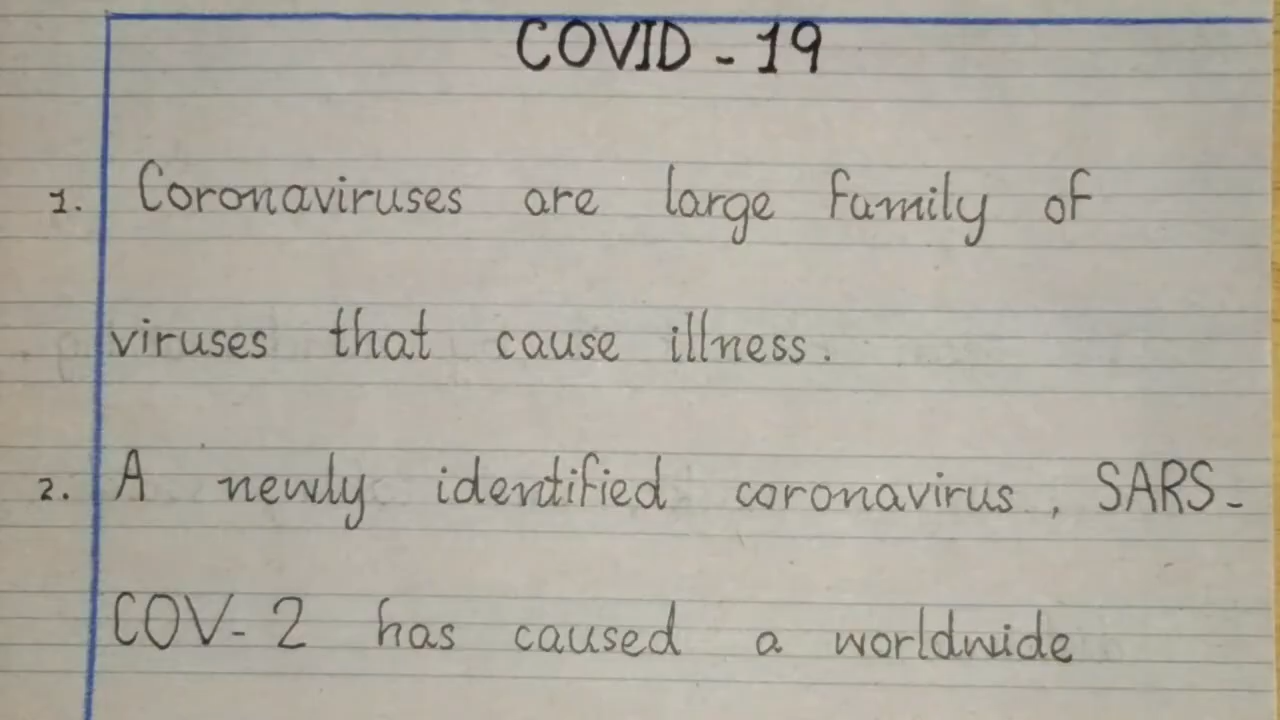 COVID - 19
1. Coronaviruses are large family of
viruses that cause illness.
2. A newly identified coronavirus, SARS-
COV-2 has caused a worldwide